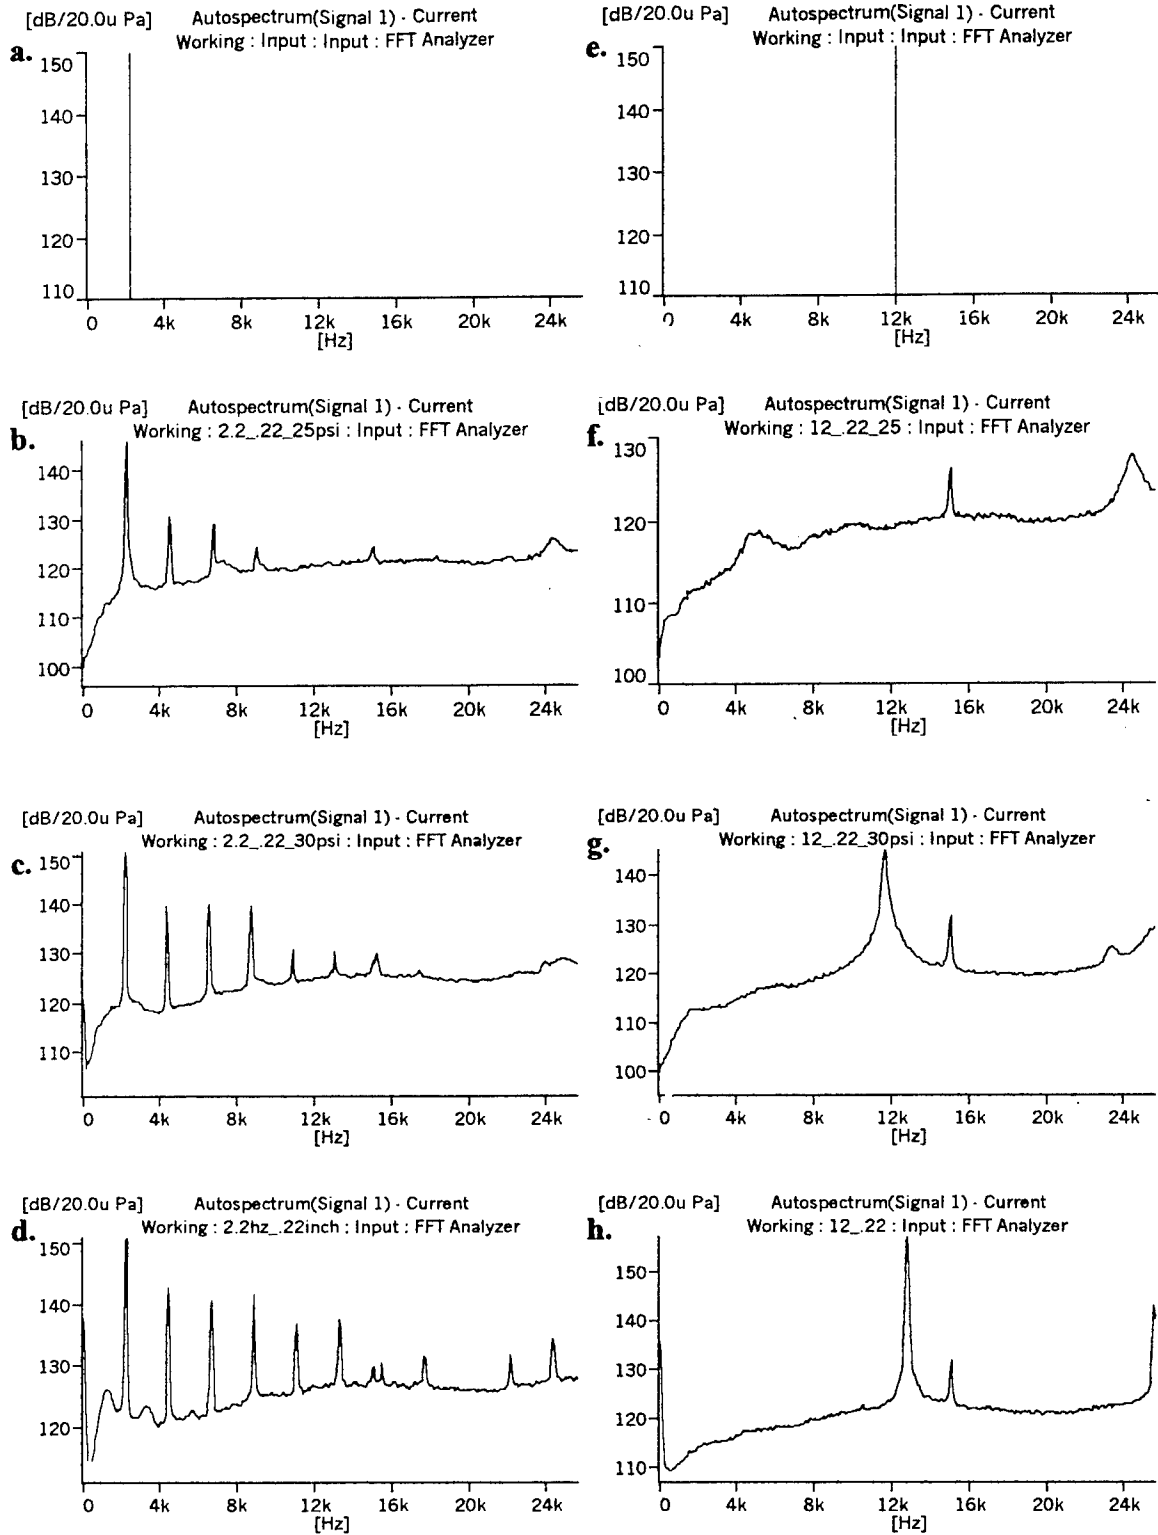 [dB/20.0u Pa] Autospectrum(Signal 1) - Current
Working : Input : Input : FFT Analyzer
a.
150
140
130
120
110
0 4k 8k 12k 16k 20k 24k
[Hz]
[dB/20.0u Pa] Autospectrum(Signal 1) - Current
Working : Input : Input : FFT Analyzer
e.
150
140
130
120
110
0 4k 8k 12k 16k 20k 24k
[Hz]
[dB/20.0u Pa] Autospectrum(Signal 1) - Current
Working : 2.2_.22_25psi : Input : FFT Analyzer
b.
140
130
120
110
100
0 4k 8k 12k 16k 20k 24k
[Hz]
[dB/20.0u Pa] Autospectrum(Signal 1) - Current
Working : 12_.22_25 : Input : FFT Analyzer
f.
130
120
110
100
0 4k 8k 12k 16k 20k 24k
[Hz]
[dB/20.0u Pa] Autospectrum(Signal 1) - Current
Working : 2.2_.22_30psi : Input : FFT Analyzer
c.
150
140
130
120
110
0 4k 8k 12k 16k 20k 24k
[Hz]
[dB/20.0u Pa] Autospectrum(Signal 1) - Current
Working : 12_.22_30psi : Input : FFT Analyzer
g.
140
130
120
110
100
0 4k 8k 12k 16k 20k 24k
[Hz]
[dB/20.0u Pa] Autospectrum(Signal 1) - Current
Working : 2.2hz_.22inch : Input : FFT Analyzer
d.
150
140
130
120
0 4k 8k 12k 16k 20k 24k
[Hz]
[dB/20.0u Pa] Autospectrum(Signal 1) - Current
Working : 12_.22 : Input : FFT Analyzer
h.
150
140
130
120
110
0 4k 8k 12k 16k 20k 24k
[Hz]